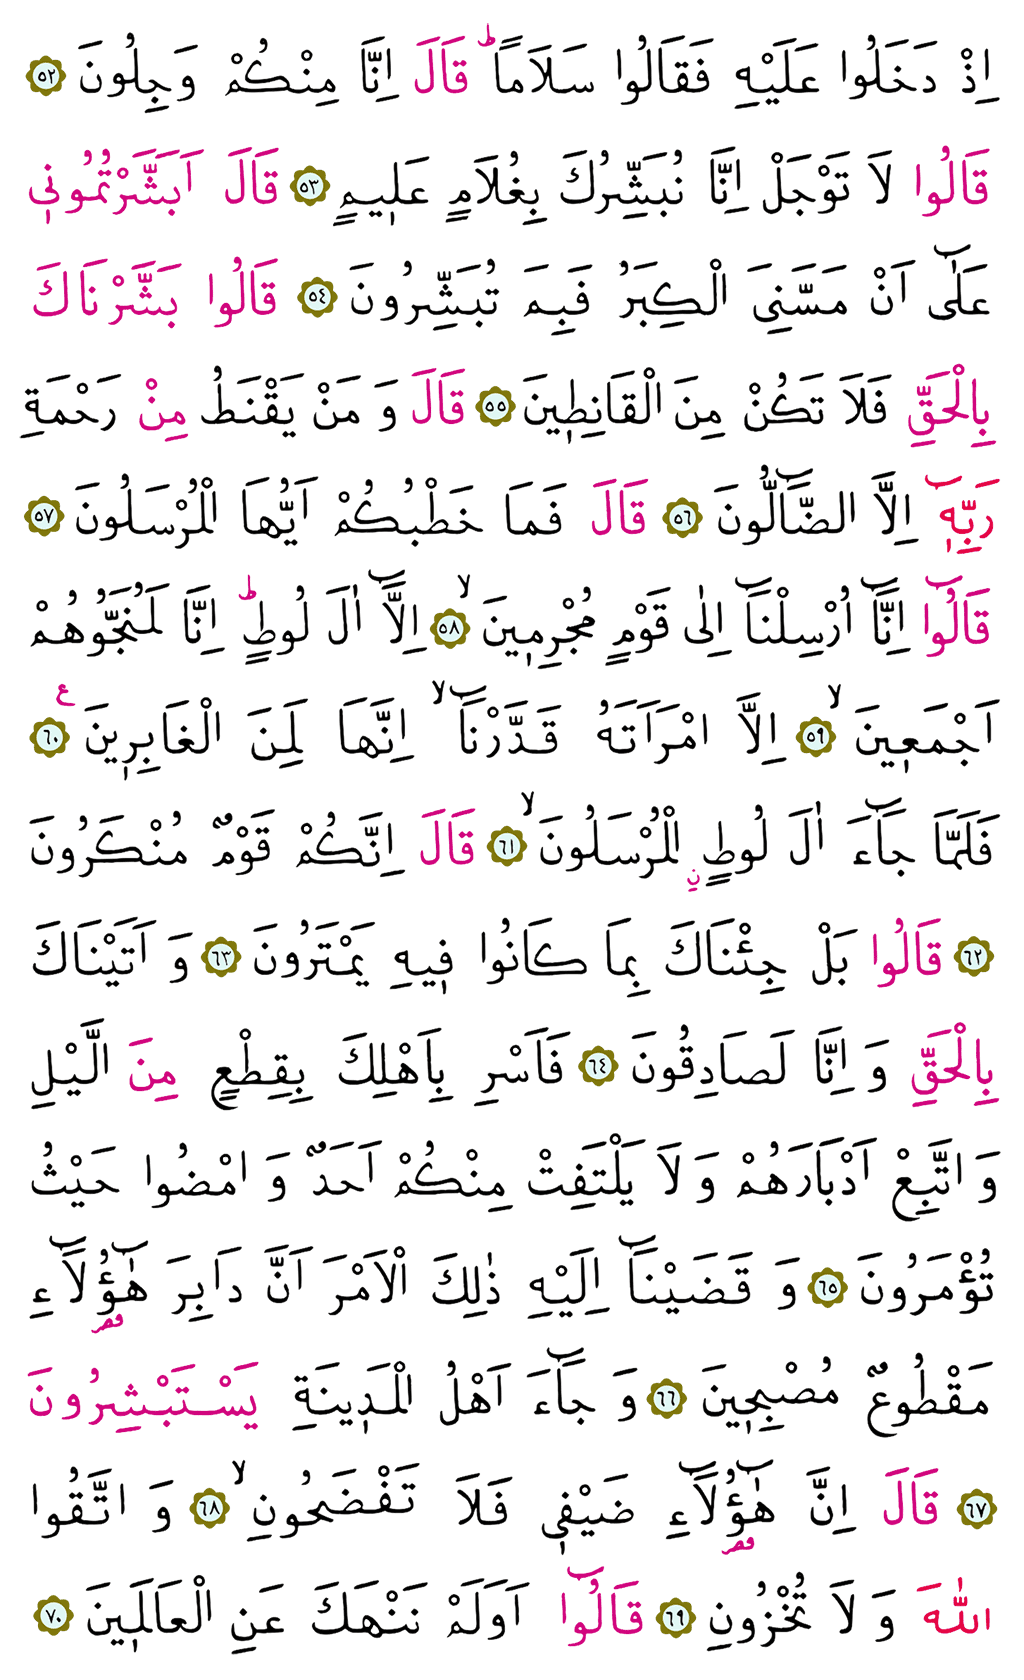 اِذْ دَخَلُوا عَلَيْهِ فَقَالُوا سَلَامًاۜ قَالَ اِنَّا مِنْكُمْ وَجِلُونَ ﴿٥٢﴾
قَالُوا لَا تَوْجَلْ اِنَّا نُبَشِّرُكَ بِغُلَامٍ عَلٖيمٍ ﴿٥٣﴾ قَالَ اَبَشَّرْتُمُونٖي
عَلٰٓى اَنْ مَسَّنِيَ الْكِبَرُ فَبِمَ تُبَشِّرُونَ ﴿٥٤﴾ قَالُوا بَشَّرْنَاكَ
بِالْحَقِّ فَلَا تَكُنْ مِنَ الْقَانِطٖينَ ﴿٥٥﴾ قَالَ وَ مَنْ يَقْنَطُ مِنْ رَحْمَةِ
رَبِّهٖٓ اِلَّا الضَّٓالُّونَ ﴿٥٦﴾ قَالَ فَمَا خَطْبُكُمْ اَيُّهَا الْمُرْسَلُونَ ﴿٥٧﴾
قَالُٓوا اِنَّٓا اُرْسِلْنَٓا اِلٰى قَوْمٍ مُجْرِمٖينَۙ ﴿٥٨﴾ اِلَّٓا اٰلَ لُوطٍۜ اِنَّا لَمُنَجُّوهُمْ
اَجْمَعٖينَۙ ﴿٥٩﴾ اِلَّا امْرَاَتَهُ قَدَّرْنَٓاۙ اِنَّهَا لَمِنَ الْغَابِرٖينَ ﴿٦٠﴾ ع
فَلَمَّا جَٓاءَ اٰلَ لُوطٍۨ الْمُرْسَلُونَۙ ﴿٦١﴾ قَالَ اِنَّكُمْ قَوْمٌ مُنْكَرُونَ
﴿٦٢﴾ قَالُوا بَلْ جِئْنَاكَ بِمَا كَانُوا فٖيهِ يَمْتَرُونَ ﴿٦٣﴾ وَ اَتَيْنَاكَ
بِالْحَقِّ وَ اِنَّا لَصَادِقُونَ ﴿٦٤﴾ فَاَسْرِ بِاَهْلِكَ بِقِطْعٍ مِنَ الَّيْلِ
وَ اتَّبِعْ اَدْبَارَهُمْ وَ لَا يَلْتَفِتْ مِنْكُمْ اَحَدٌ وَ امْضُوا حَيْثُ
تُؤْمَرُونَ ﴿٦٥﴾ وَ قَضَيْنَٓا اِلَيْهِ ذٰلِكَ الْاَمْرَ اَنَّ دَابِرَ هٰٓؤُ۬لَٓاءِ
قصر
مَقْطُوعٌ مُصْبِحٖينَ ﴿٦٦﴾ وَ جَٓاءَ اَهْلُ الْمَدٖينَةِ يَسْتَبْشِرُونَ
﴿٦٧﴾ قَالَ اِنَّ هٰٓؤُ۬لَٓاءِ ضَيْفٖي فَلَا تَفْضَحُونِۙ ﴿٦٨﴾ وَ اتَّقُوا
قصر
اللّٰهَ وَ لَا تُخْزُونِ ﴿٦٩﴾ قَالُٓوا اَوَلَمْ نَنْهَكَ عَنِ الْعَالَمٖينَ ﴿٧٠﴾